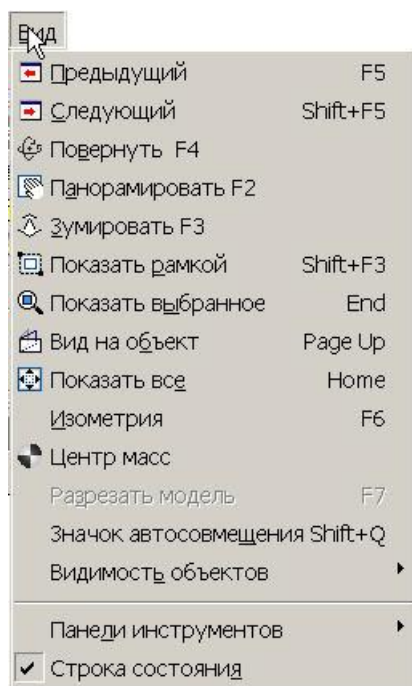 Вид
Предыдущий F5
Следующий Shift+F5
Повернуть F4
Панорамировать F2
Зумировать F3
Показать рамкой Shift+F3
Показать выбранное End
Вид на объект Page Up
Показать все Home
Изометрия F6
Центр масс
Разрезать модель F7
Значок автосовмещения Shift+Q
Видимость объектов
Панели инструментов
Строка состояния